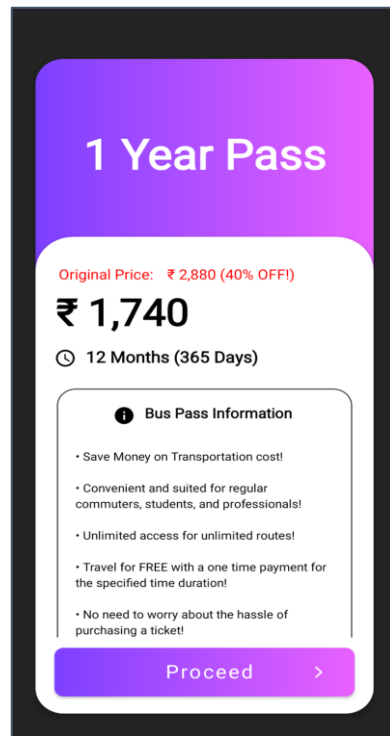 1 Year Pass
Original Price: ₹ 2,880 (40% OFF!)
₹ 1,740
12 Months (365 Days)
Bus Pass Information
• Save Money on Transportation cost!
• Convenient and suited for regular
commuters, students, and professionals!
• Unlimited access for unlimited routes!
• Travel for FREE with a one time payment for
the specified time duration!
• No need to worry about the hassle of
purchasing a ticket!
Proceed >